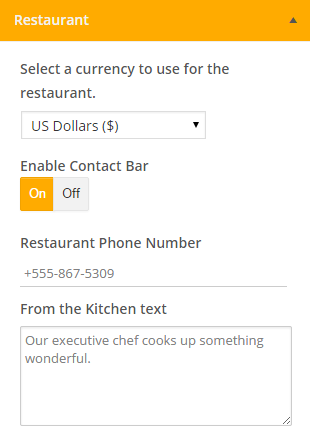 Restaurant
Select a currency to use for the
restaurant.
US Dollars ($)
Enable Contact Bar
On Off
Restaurant Phone Number
+555-867-5309
From the Kitchen text
Our executive chef cooks up something
wonderful.